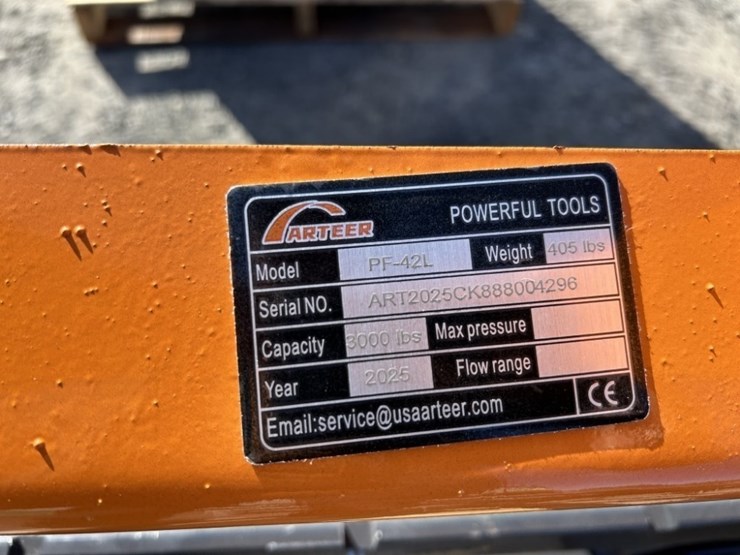 ARTEER POWERFUL TOOLS
Model PF-42L Weight 405 lbs
Serial NO. ART2025CK888004296
Capacity 3000 lbs Max pressure
Year 2025 Flow range
Email:service@usaarteer.com CE